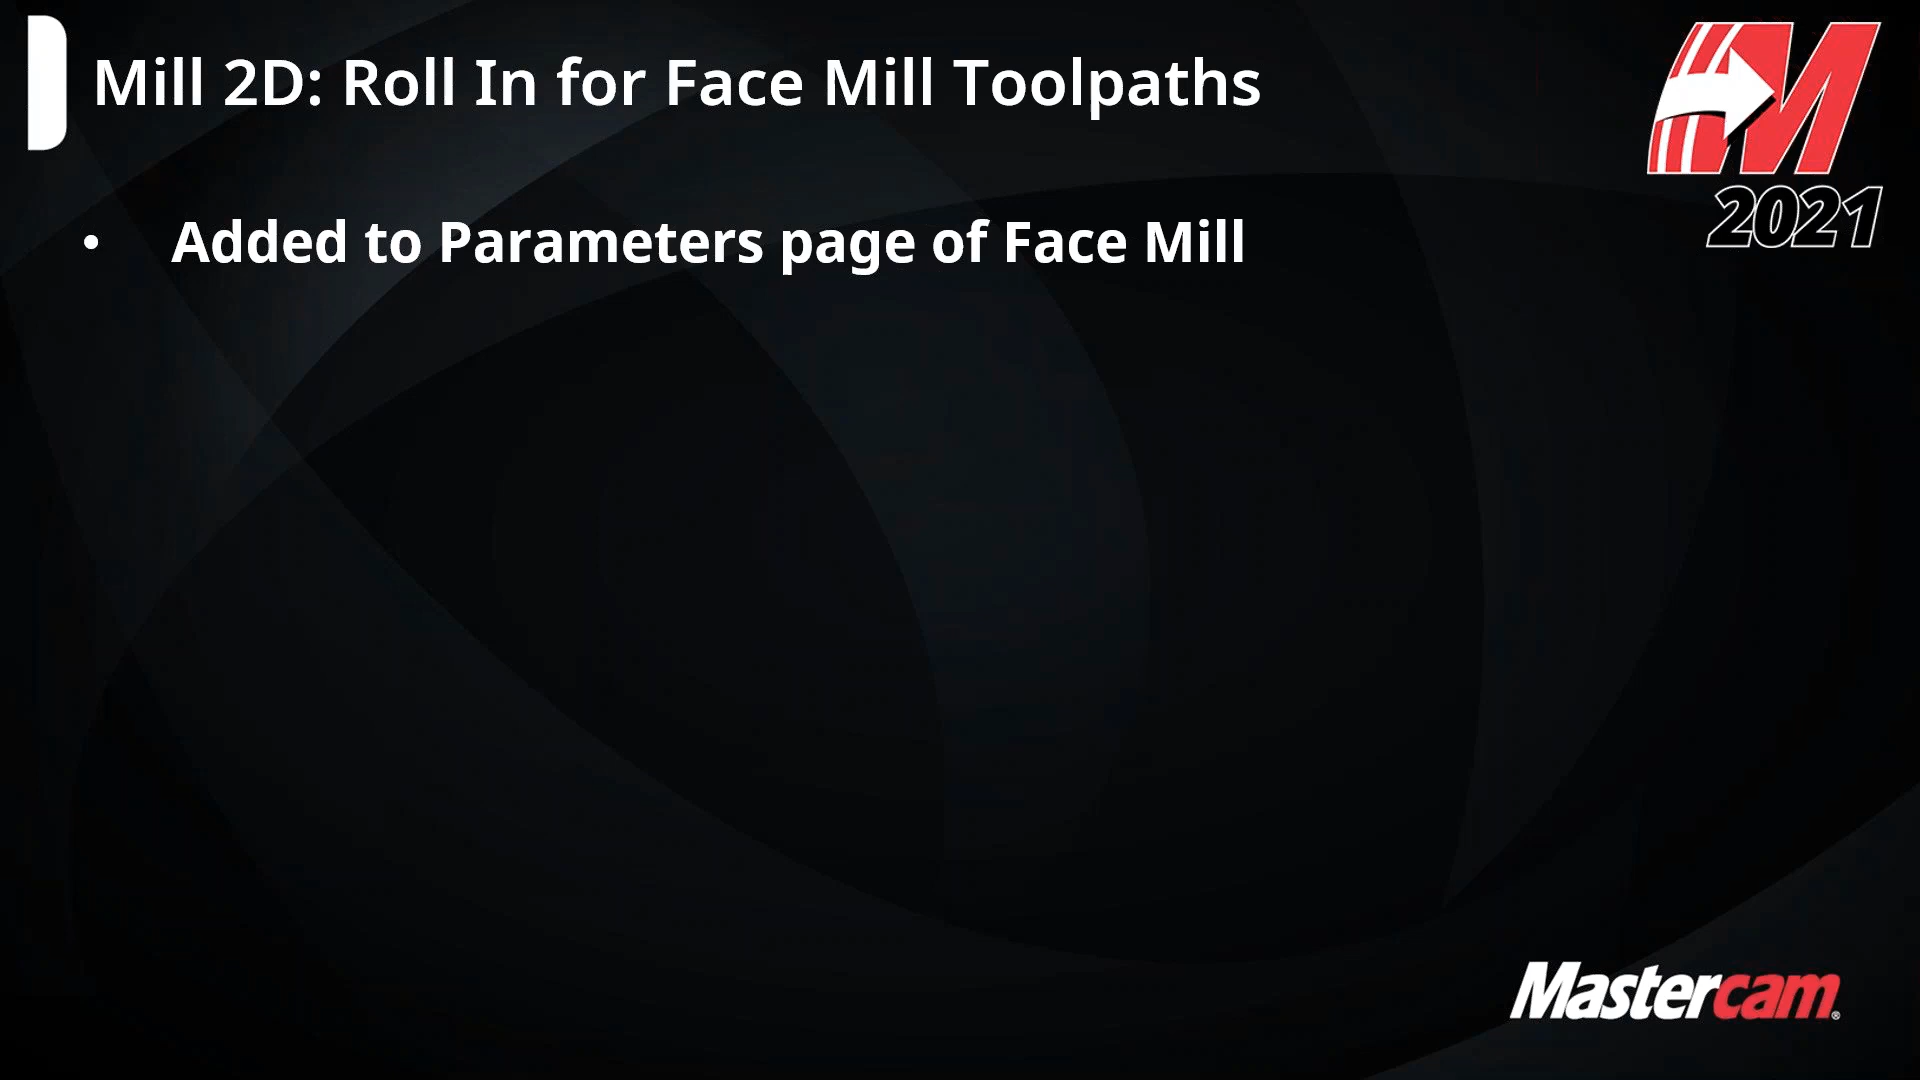 Mill 2D: Roll In for Face Mill Toolpaths
M
2021
• Added to Parameters page of Face Mill
Mastercam®